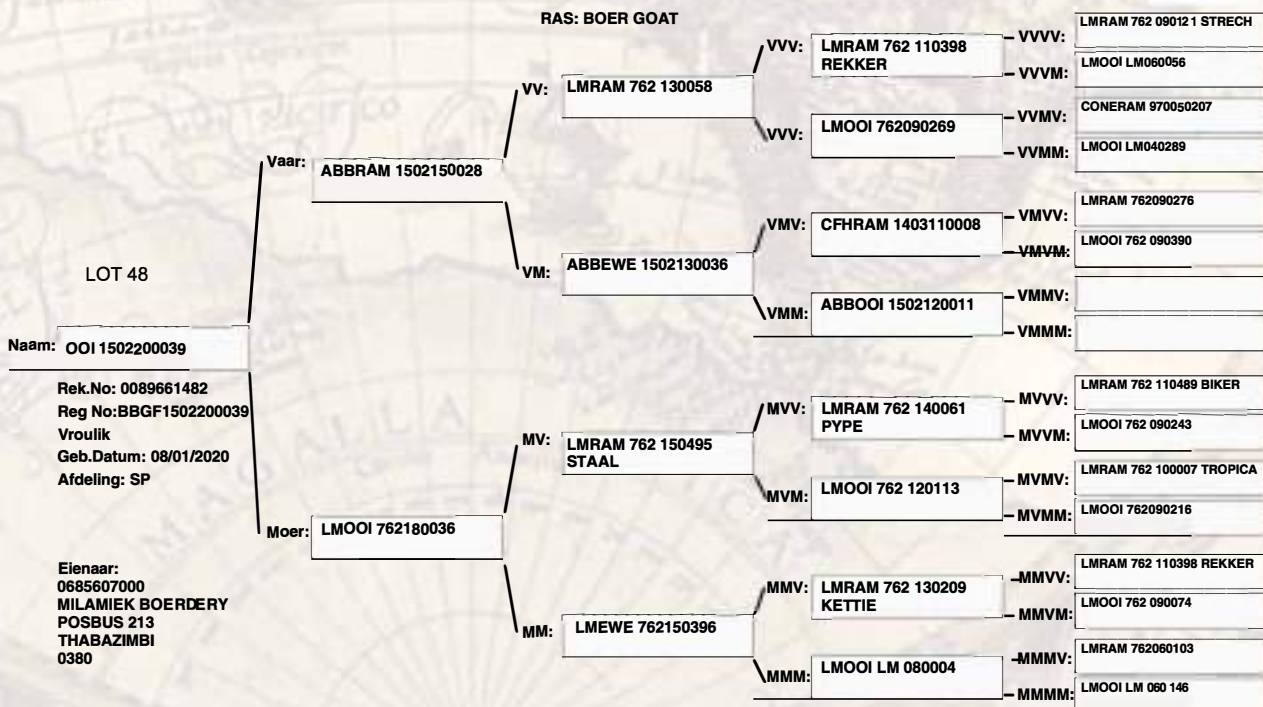 RAS: BOER GOAT
LOT 48
Naam: OOI 1502200039
Rek.No: 0089661482
Reg No:BBGF1502200039
Vroulik
Geb.Datum: 08/01/2020
Afdeling: SP
Eienaar:
0685607000
MILAMIEK BOERDERY
POSBUS 213
THABAZIMBI
0380
Vaar: ABBRAM 1502150028
Moer: LMOOI 762180036
VV: LMRAM 762 130058
VM: ABBEWE 1502130036
MV: LMRAM 762 150495
STAAL
MM: LMEWE 762150396
VVV: LMRAM 762 110398
REKKER
VVV: LMOOI 762090269
VMV: CFHRAM 1403110008
VMM: ABBOOI 1502120011
MVV: LMRAM 762 140061
PYPE
MVM: LMOOI 762 120113
MMV: LMRAM 762 130209
KETTIE
MMM: LMOOI LM 080004
VVVV: LMRAM 762 090121 STRECH
VVVM: LMOOI LM060056
VVMV: CONERAM 970050207
VVMM: LMOOI LM040289
VMVV: LMRAM 762090276
VMVM: LMOOI 762 090390
VMMV:
VMMM:
MVVV: LMRAM 762 110489 BIKER
MVVM: LMOOI 762 090243
MVMV: LMRAM 762 100007 TROPICA
MVMM: LMOOI 762090216
MMVV: LMRAM 762 110398 REKKER
MMVM: LMOOI 762 090074
MMMV: LMRAM 762060103
MMMM: LMOOI LM 060 146